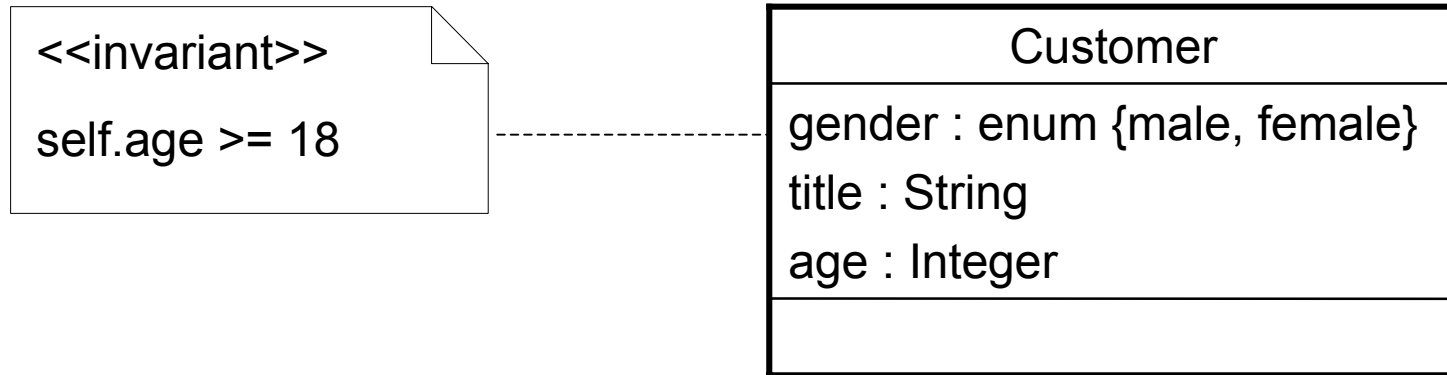 <<invariant>>
self.age >= 18
Customer
gender : enum {male, female}
title : String
age : Integer